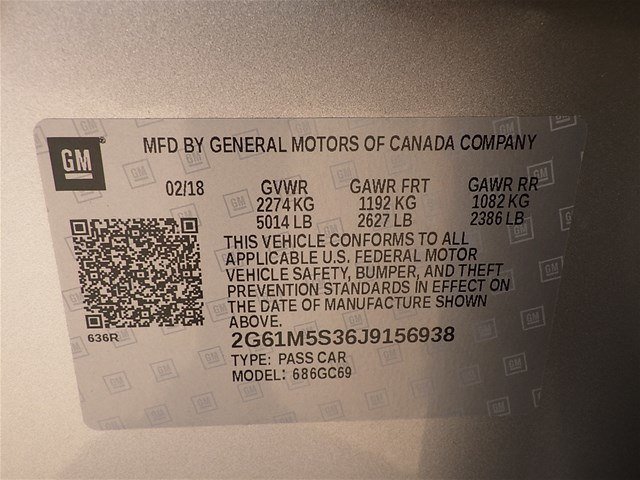 GM
MFD BY GENERAL MOTORS OF CANADA COMPANY
02/18 GVWR GAWR FRT GAWR RR
2274 KG 1192 KG 1082 KG
5014 LB 2627 LB 2386 LB
THIS VEHICLE CONFORMS TO ALL
APPLICABLE U.S. FEDERAL MOTOR
VEHICLE SAFETY, BUMPER, AND THEFT
PREVENTION STANDARDS IN EFFECT ON
THE DATE OF MANUFACTURE SHOWN
ABOVE.
636R
2G61M5S36J9156938
TYPE: PASS CAR
MODEL: 686GC69